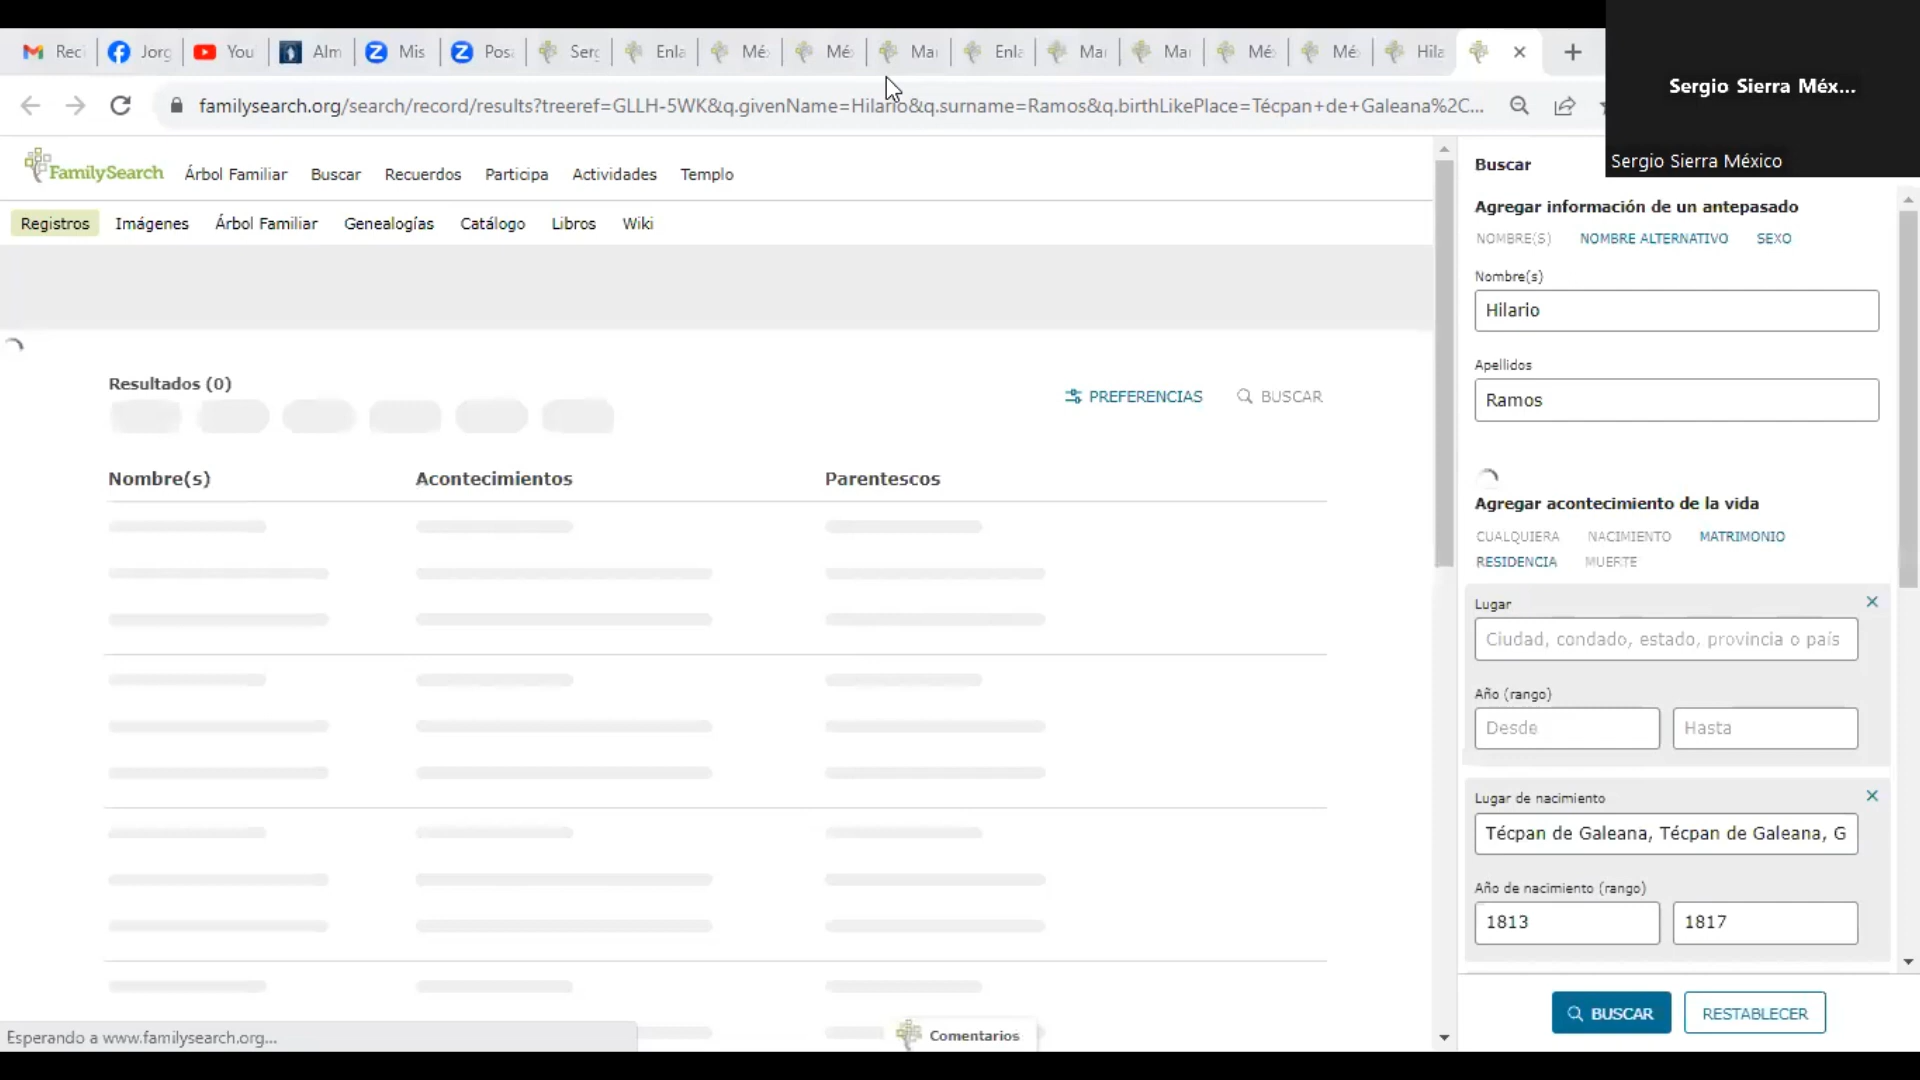 Reci
Jorg
You
Alm
Mis
Pos
Serg
Enla
Mé
Mé
Mar
Enla
Mar
Mar
Mé
Mé
Hila
familysearch.org/search/record/results?treeref=GLLH-5WK&q.givenName=Hilario&q.surname=Ramos&q.birthLikePlace=Técpan+de+Galeana%2C...
Sergio Sierra Méx...
Sergio Sierra México
FamilySearch
Árbol Familiar
Buscar
Recuerdos
Participa
Actividades
Templo
Registros
Imágenes
Árbol Familiar
Genealogías
Catálogo
Libros
Wiki
Resultados (0)
PREFERENCIAS
BUSCAR
Nombre(s)
Acontecimientos
Parentescos
Esperando a www.familysearch.org...
Comentarios
Buscar
Agregar información de un antepasado
NOMBRE(S)
NOMBRE ALTERNATIVO
SEXO
Nombre(s)
Hilario
Apellidos
Ramos
Agregar acontecimiento de la vida
CUALQUIERA
NACIMIENTO
MATRIMONIO
RESIDENCIA
MUERTE
Lugar
Ciudad, condado, estado, provincia o país
Año (rango)
Desde
Hasta
Lugar de nacimiento
Técpan de Galeana, Técpan de Galeana, G
Año de nacimiento (rango)
1813
1817
BUSCAR
RESTABLECER